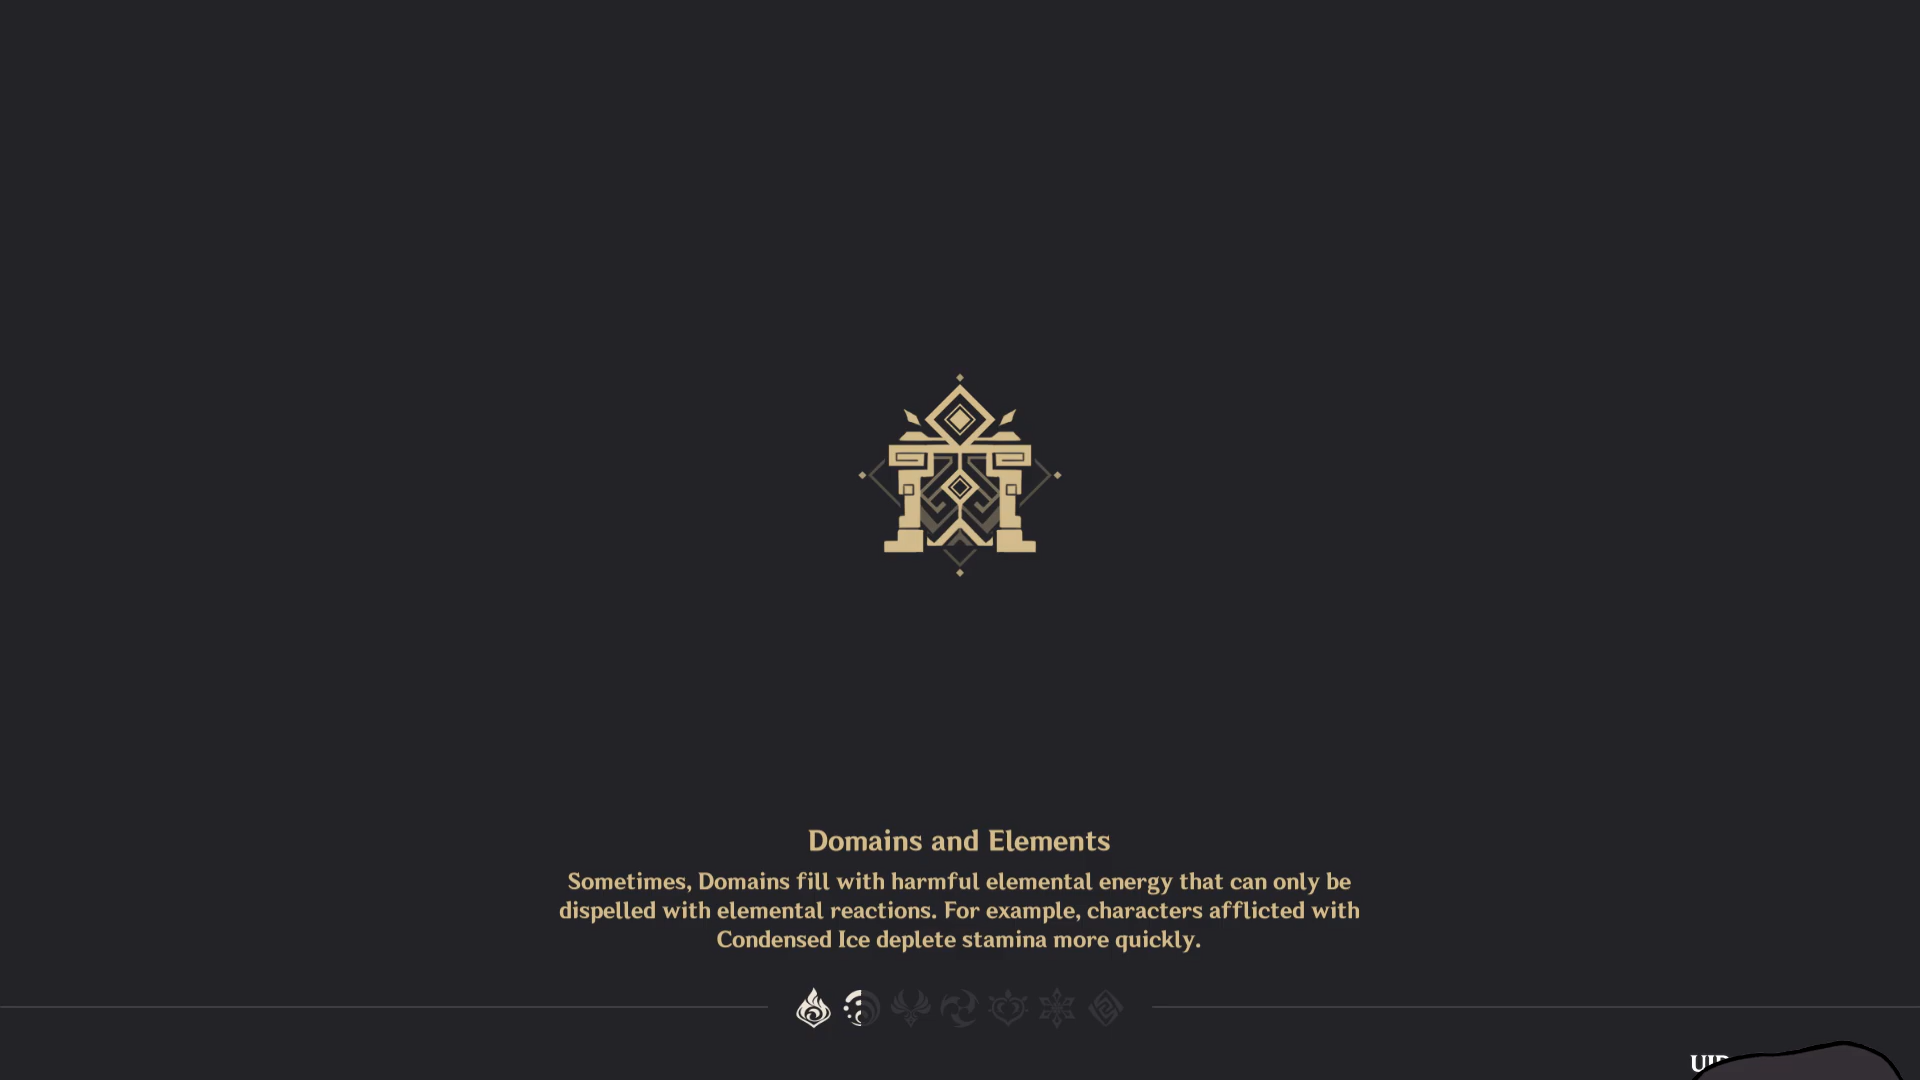 Domains and Elements
Sometimes, Domains fill with harmful elemental energy that can only be
dispelled with elemental reactions. For example, characters afflicted with
Condensed Ice deplete stamina more quickly.